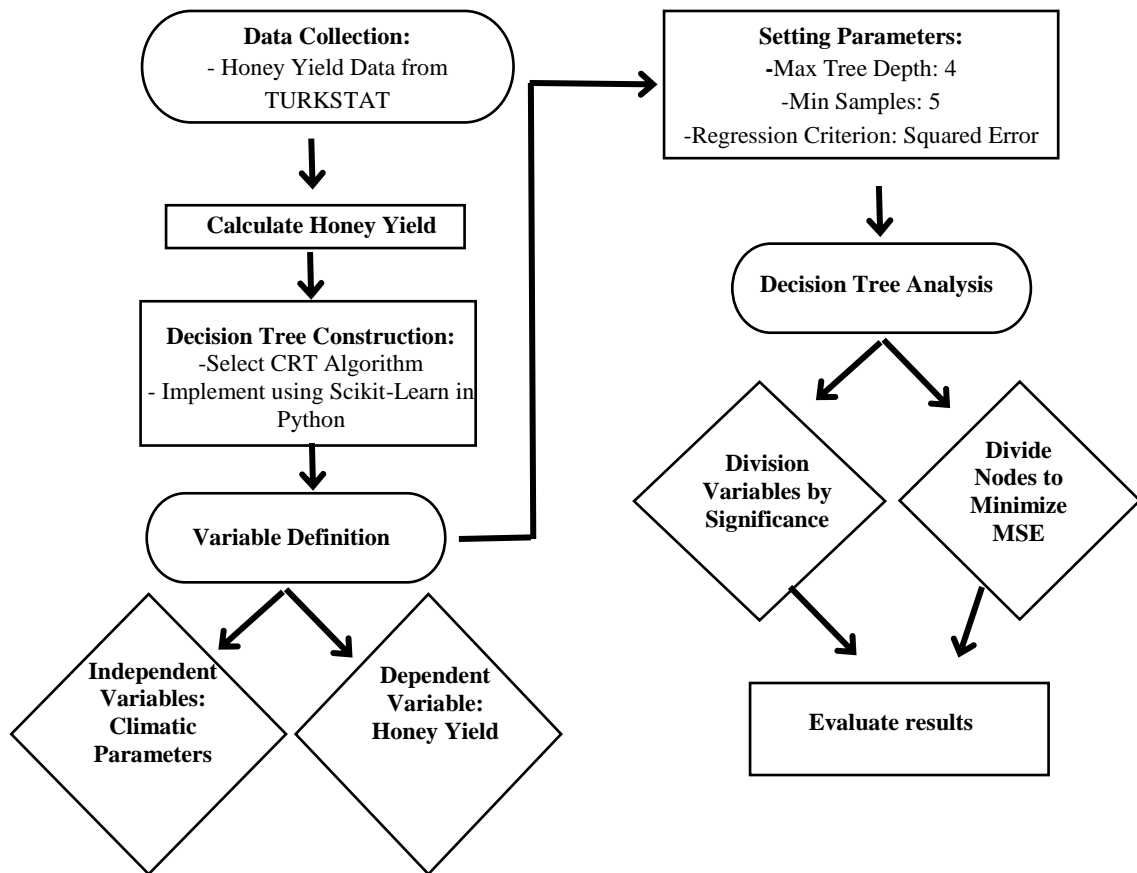 Data Collection:
- Honey Yield Data from
TURKSTAT
Calculate Honey Yield
Decision Tree Construction:
-Select CRT Algorithm
- Implement using Scikit-Learn in
Python
Variable Definition
Independent
Variables:
Climatic
Parameters
Dependent
Variable:
Honey Yield
Setting Parameters:
-Max Tree Depth: 4
-Min Samples: 5
-Regression Criterion: Squared Error
Decision Tree Analysis
Division
Variables by
Significance
Divide
Nodes to
Minimize
MSE
Evaluate results